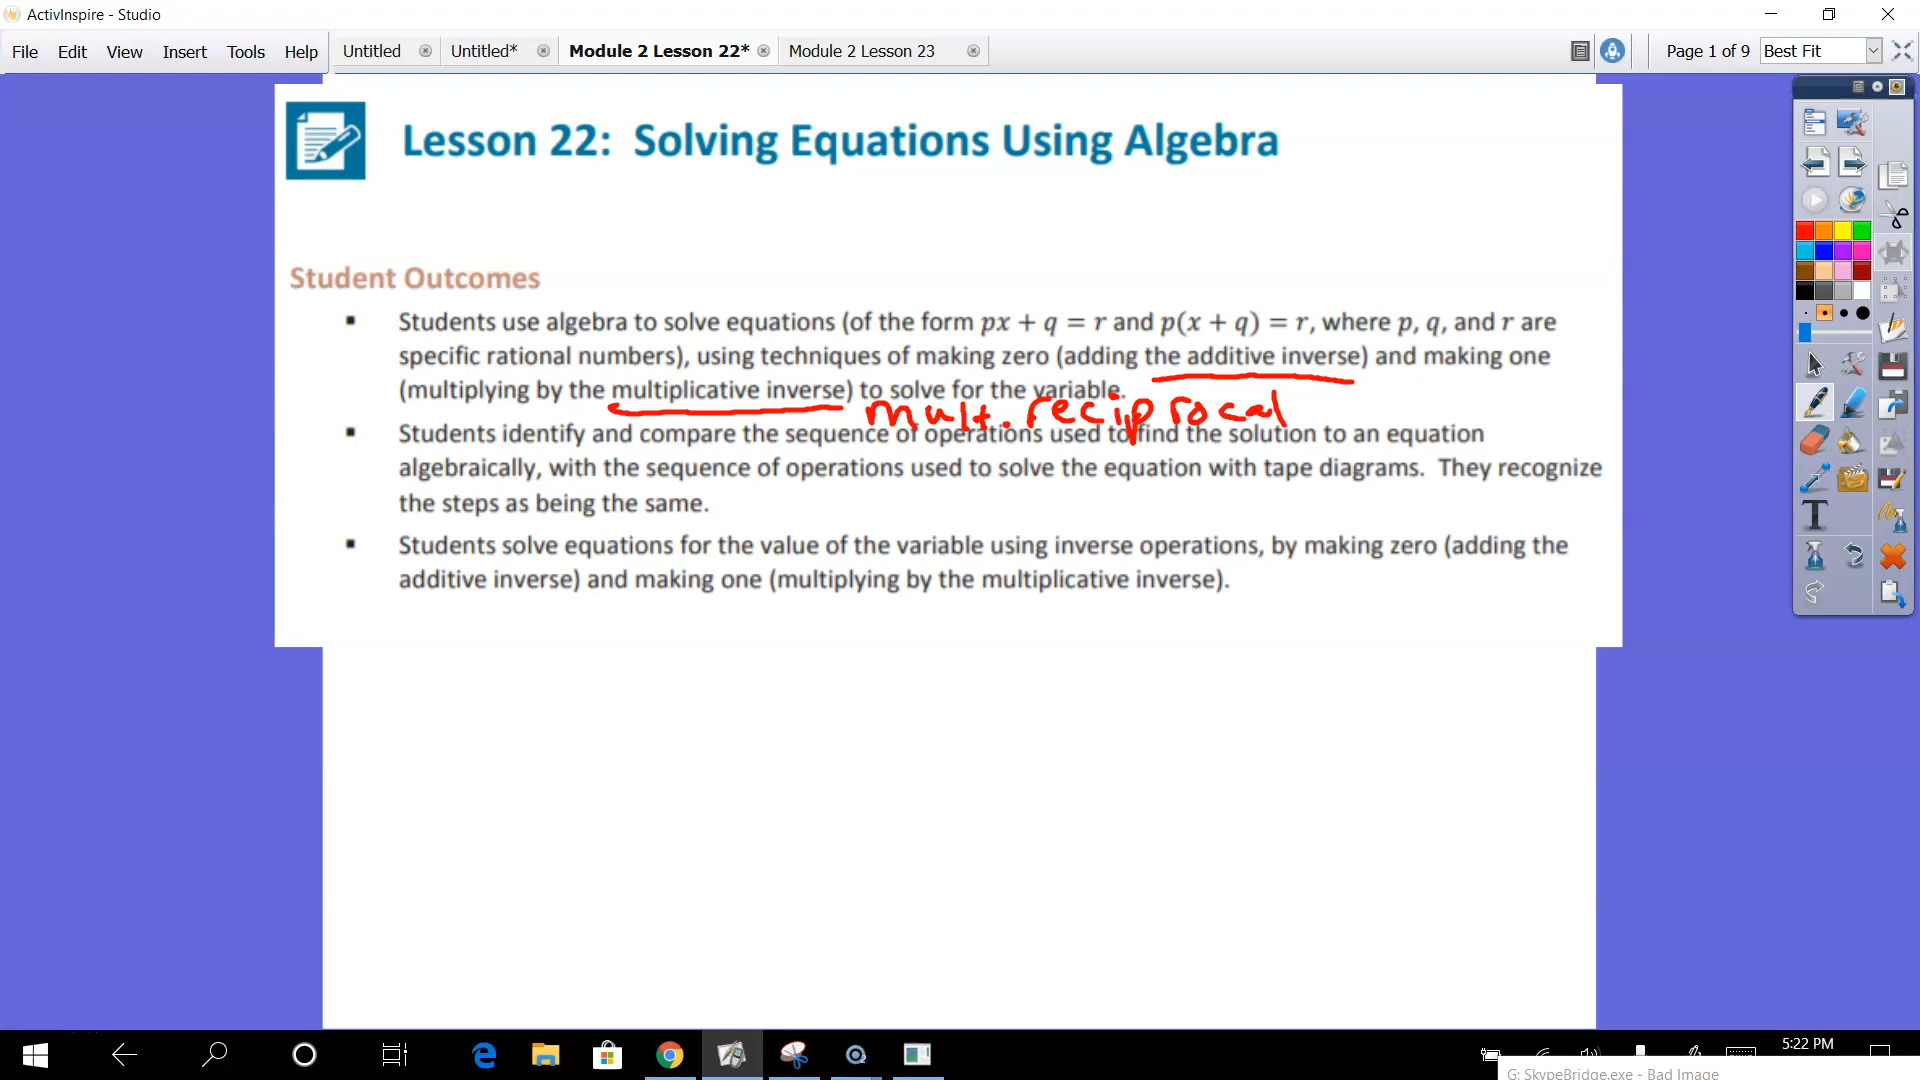 ActivInspire - Studio
File Edit View Insert Tools Help Untitled Untitled* Module 2 Lesson 22* Module 2 Lesson 23 Page 1 of 9 Best Fit
Lesson 22: Solving Equations Using Algebra
Student Outcomes
▪ Students use algebra to solve equations (of the form px + q = r and p(x + q) = r, where p, q, and r are
specific rational numbers), using techniques of making zero (adding the additive inverse) and making one
(multiplying by the multiplicative inverse) to solve for the variable.
mult. reciprocal
▪ Students identify and compare the sequence of operations used to find the solution to an equation
algebraically, with the sequence of operations used to solve the equation with tape diagrams. They recognize
the steps as being the same.
▪ Students solve equations for the value of the variable using inverse operations, by making zero (adding the
additive inverse) and making one (multiplying by the multiplicative inverse).
T
5:22 PM
G: SkypeBridge.exe - Bad Image